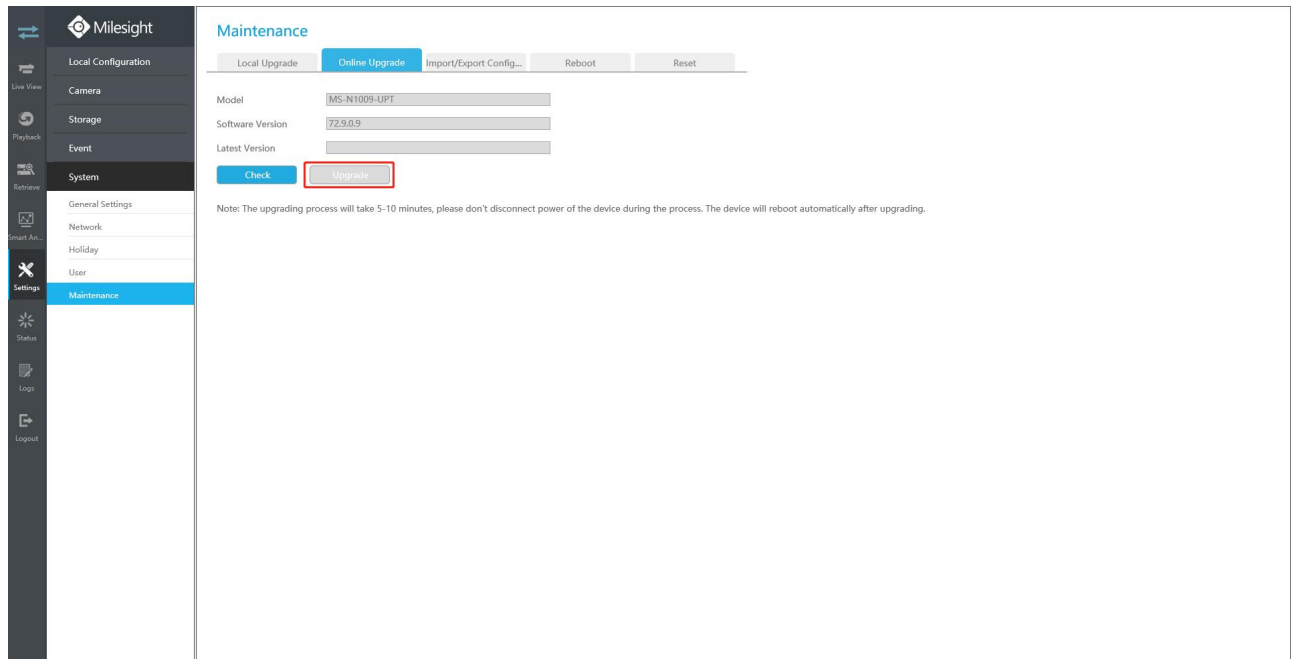 Milesight
Live View
Playback
Retrieve
Smart An...
Settings
Status
Logs
Logout
Local Configuration
Camera
Storage
Event
System
General Settings
Network
Holiday
User
Maintenance
Maintenance
Local Upgrade Online Upgrade Import/Export Config... Reboot Reset
Model MS-N1009-UPT
Software Version 72.9.0.9
Latest Version
Check Upgrade
Note: The upgrading process will take 5-10 minutes, please don't disconnect power of the device during the process. The device will reboot automatically after upgrading.